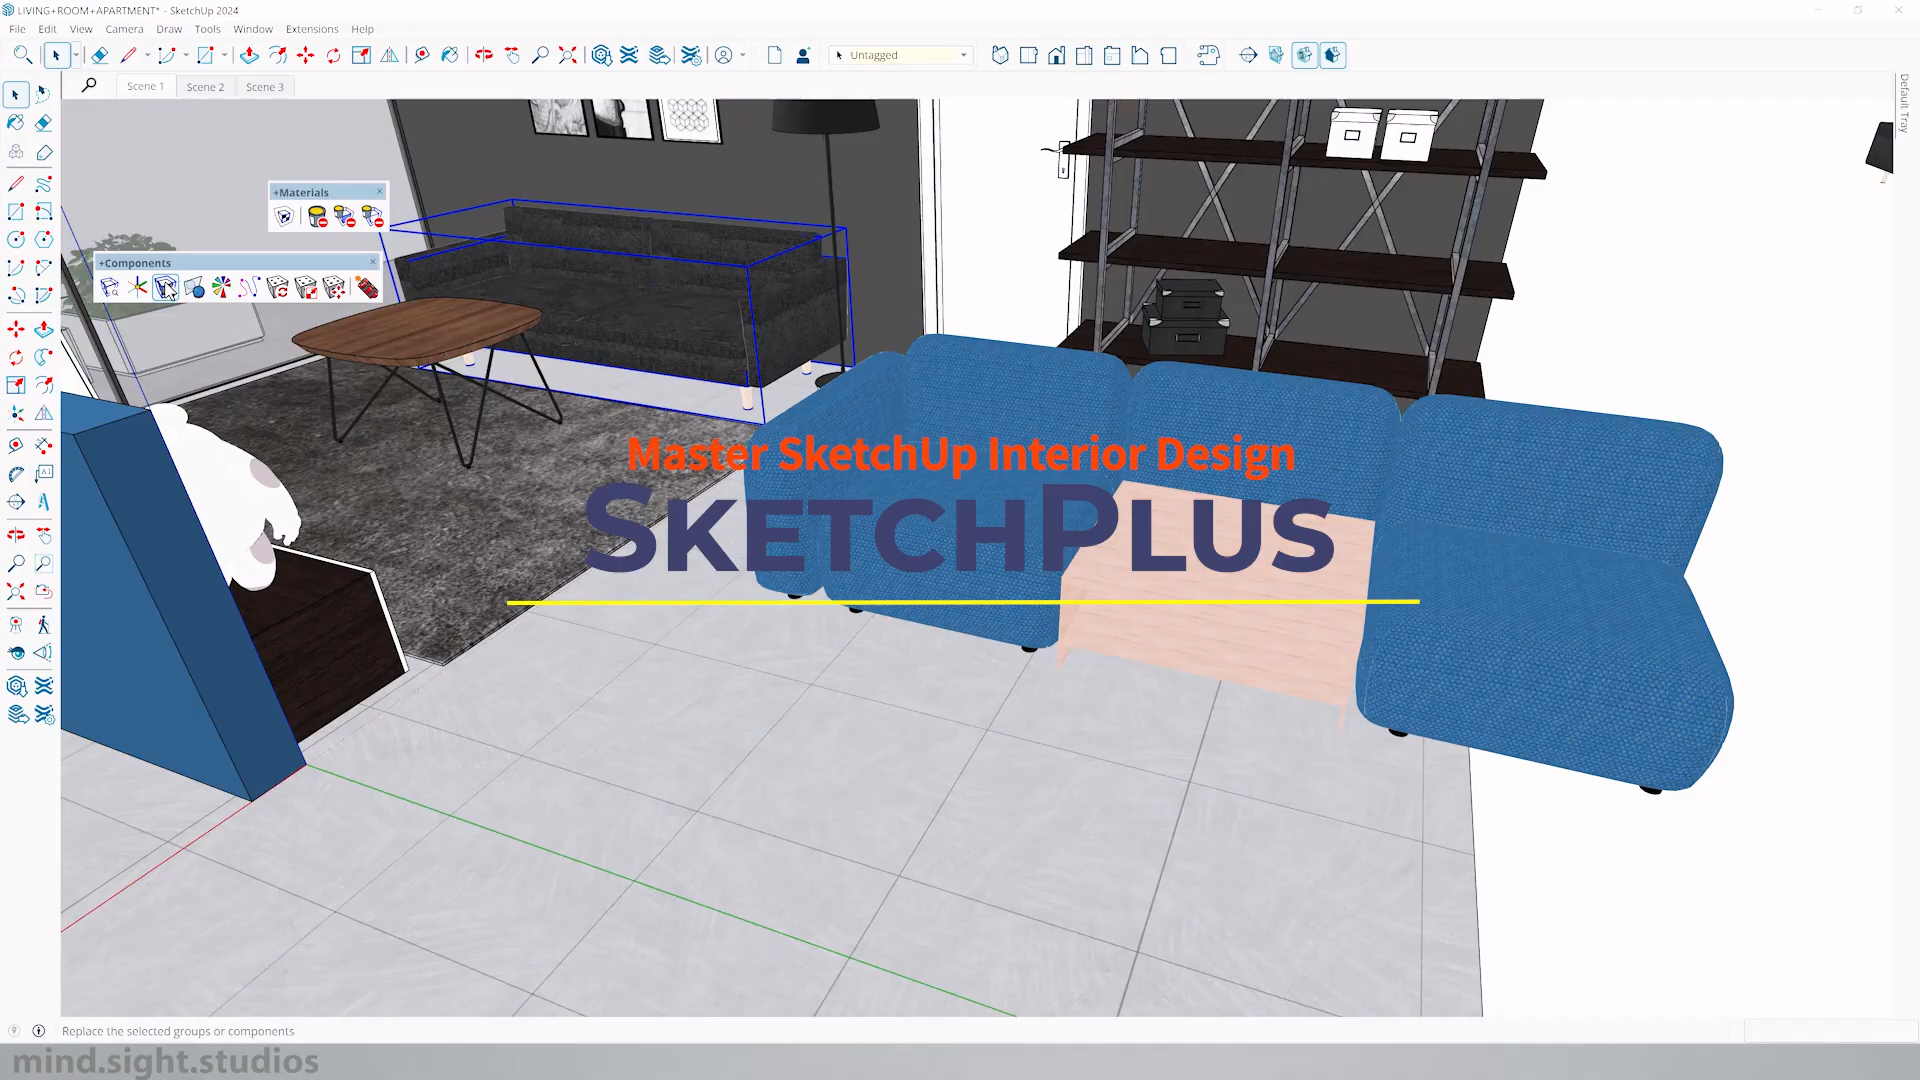 LIVING+ROOM+APARTMENT* - SketchUp 2024
File Edit View Camera Draw Tools Window Extensions Help
Untagged
Scene 1 Scene 2 Scene 3
Default Tray
+Materials
+Components
Master SketchUp Interior Design
SKETCHPLUS
Replace the selected groups or components
mind.sight.studios